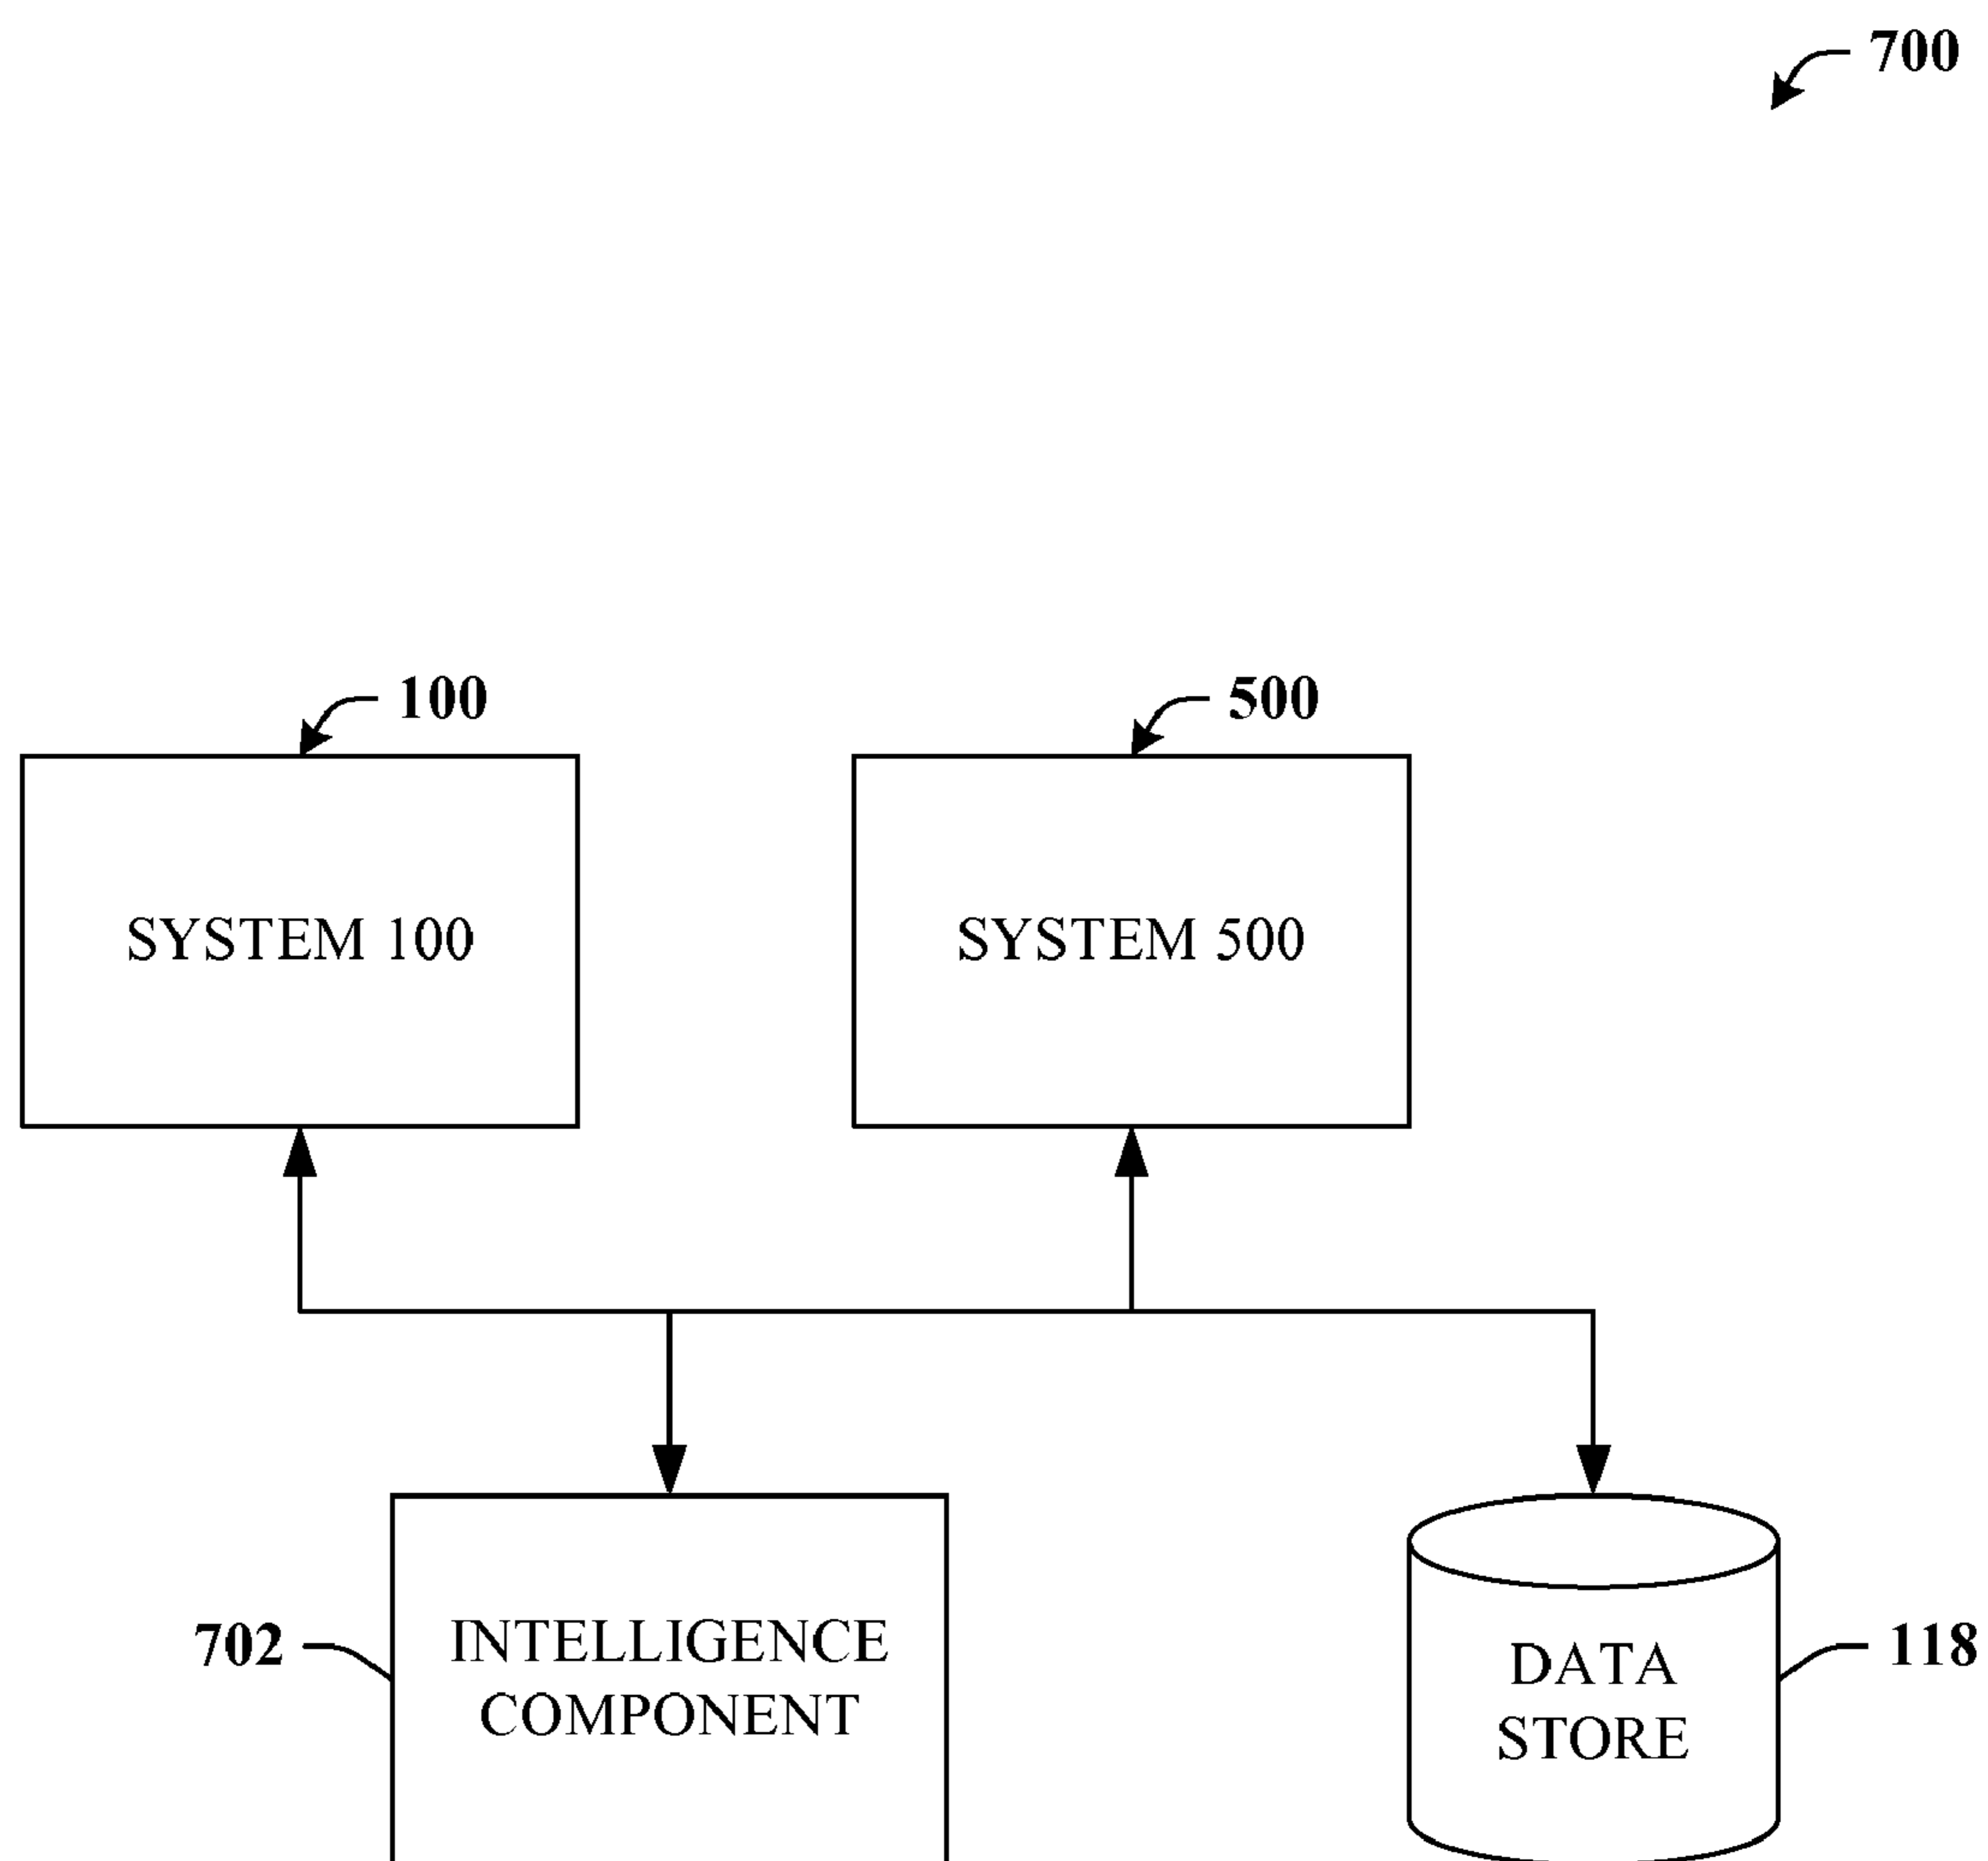 700
100
500
SYSTEM 100
SYSTEM 500
702
INTELLIGENCE
COMPONENT
DATA
STORE
118